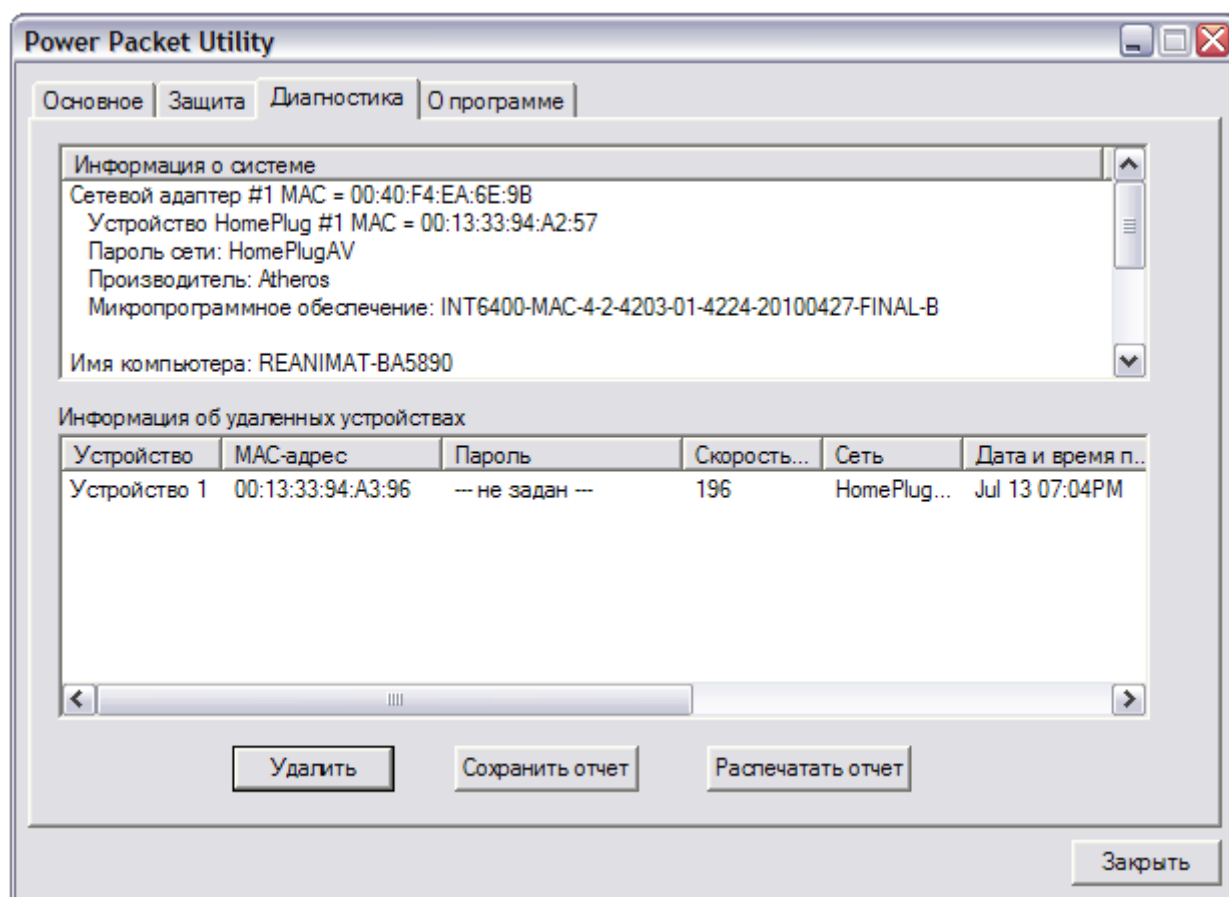 Power Packet Utility
Основное Защита Диагностика О программе
Информация о системе
Сетевой адаптер #1 MAC = 00:40:F4:EA:6E:9B
Устройство HomePlug #1 MAC = 00:13:33:94:A2:57
Пароль сети: HomePlugAV
Производитель: Atheros
Микропрограммное обеспечение: INT6400-MAC-4-2-4203-01-4224-20100427-FINAL-B
Имя компьютера: REANIMAT-BA5890
Информация об удаленных устройствах
Устройство MAC-адрес Пароль Скорость... Сеть Дата и время п...
Устройство 1 00:13:33:94:A3:96 --- не задан --- 196 HomePlug... Jul 13 07:04PM
Удалить Сохранить отчет Распечатать отчет
Закрыть